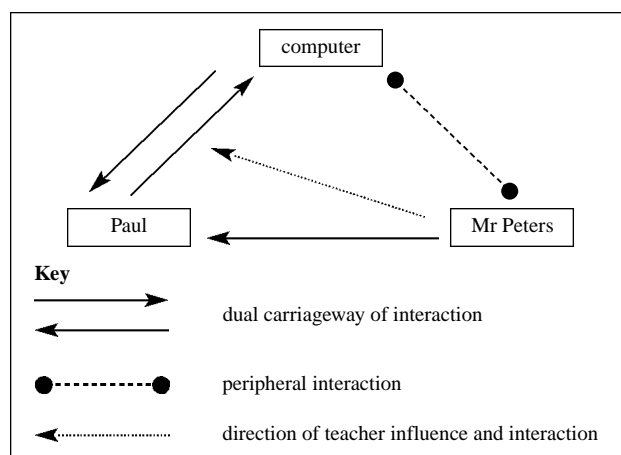 computer
Paul
Mr Peters
Key
dual carriageway of interaction
peripheral interaction
direction of teacher influence and interaction